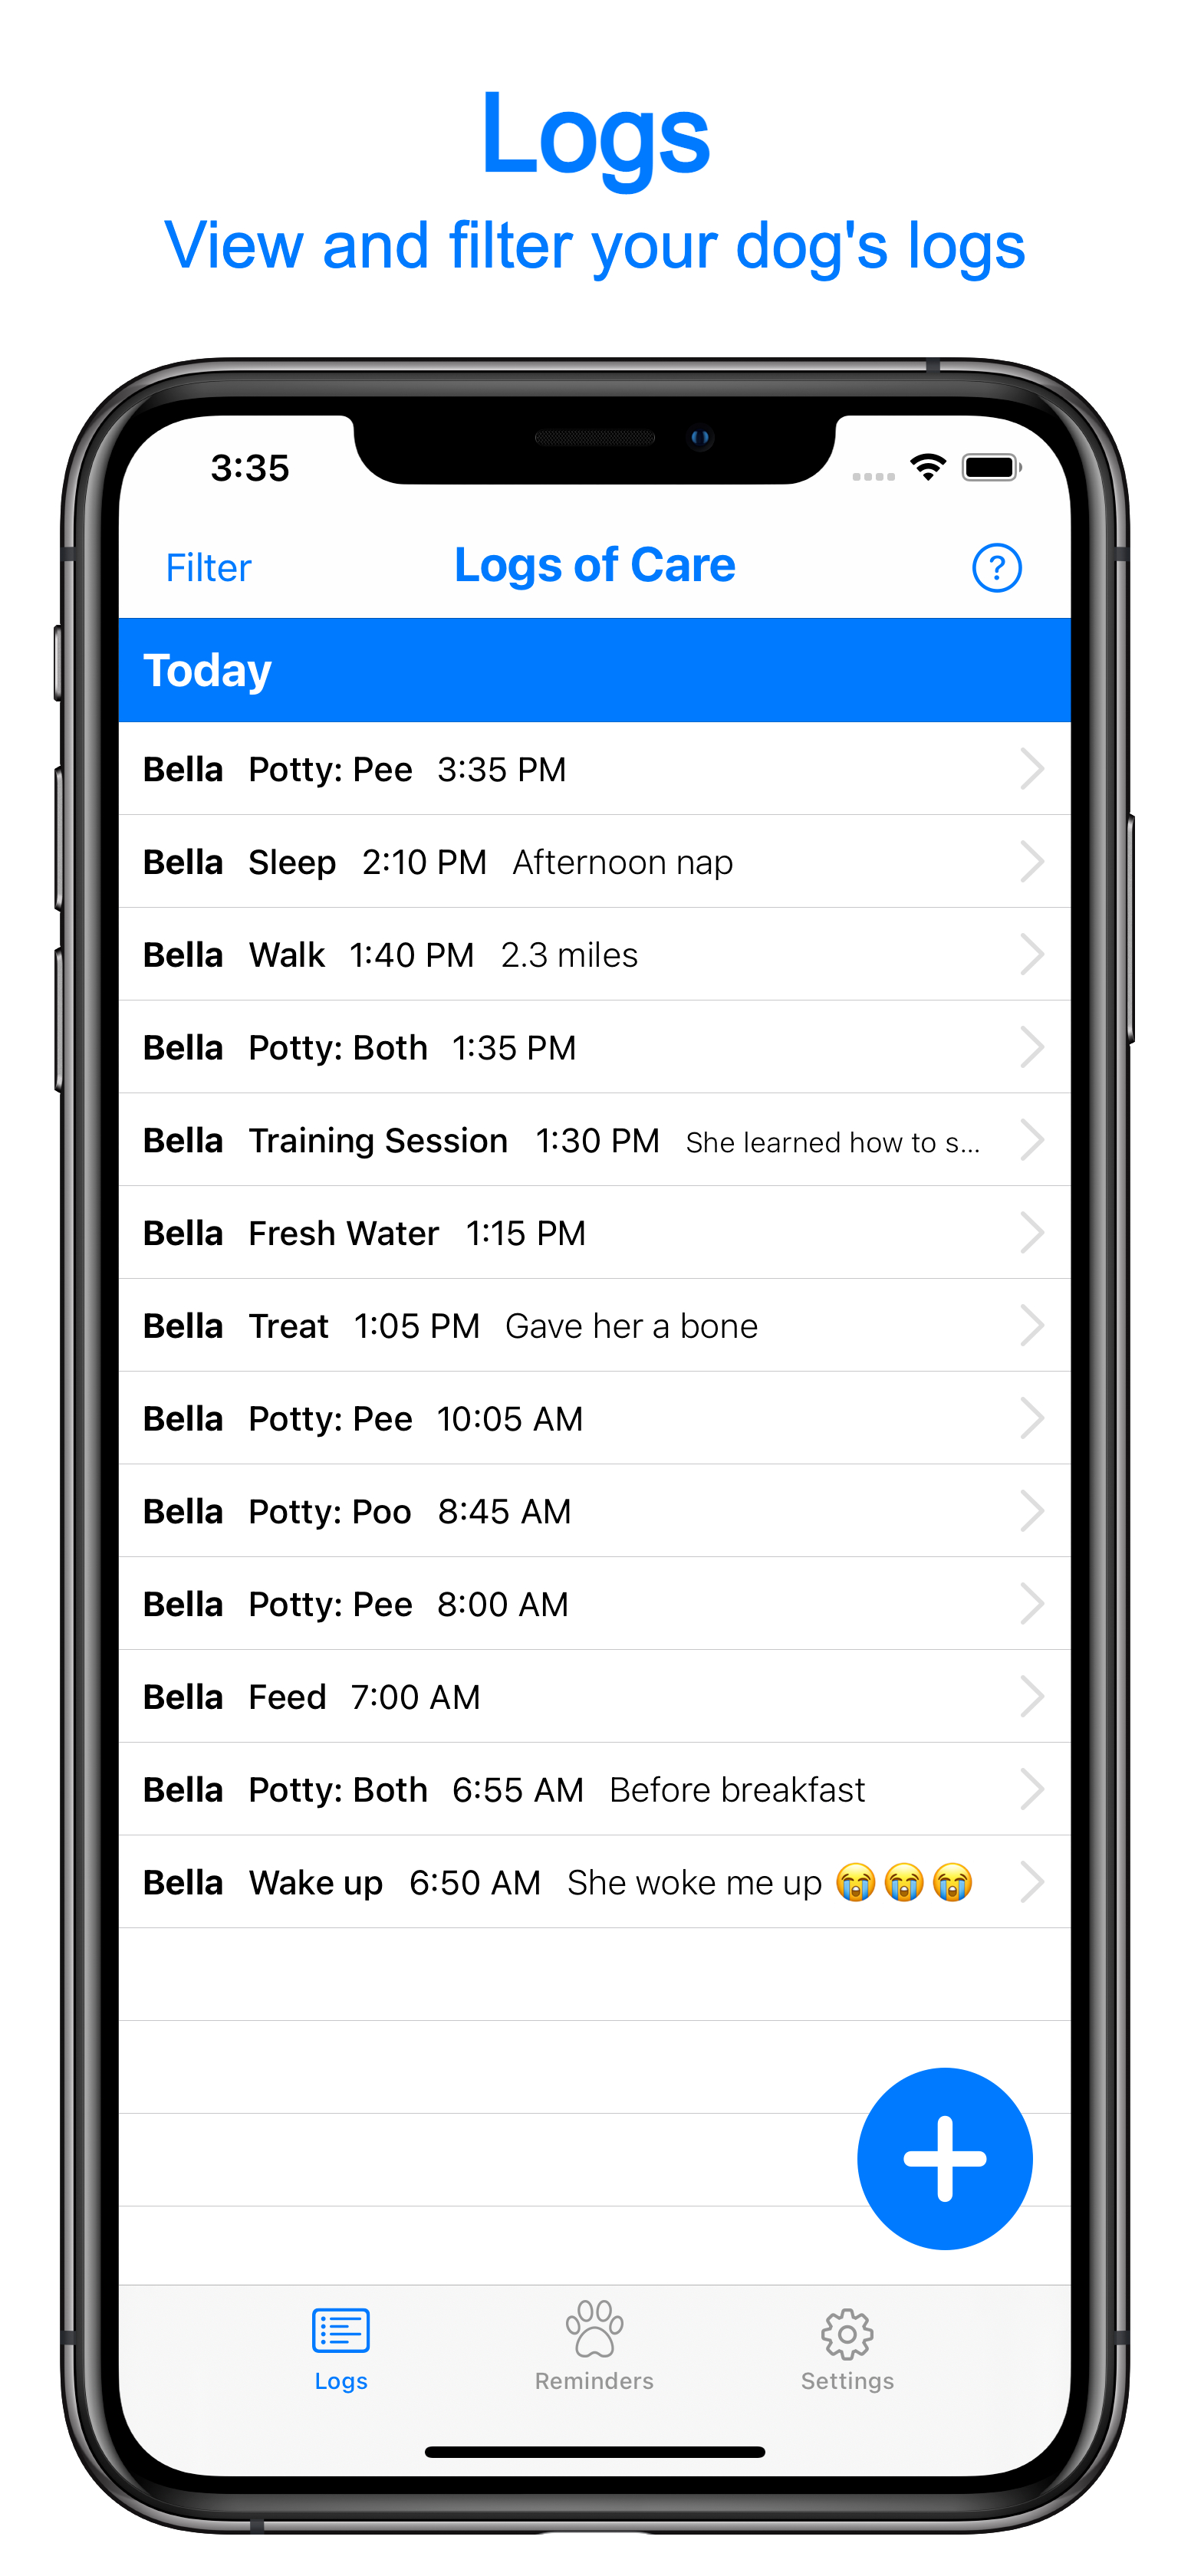 Logs
View and filter your dog's logs
3:35
Filter Logs of Care ?
Today
Bella Potty: Pee 3:35 PM
Bella Sleep 2:10 PM Afternoon nap
Bella Walk 1:40 PM 2.3 miles
Bella Potty: Both 1:35 PM
Bella Training Session 1:30 PM She learned how to s...
Bella Fresh Water 1:15 PM
Bella Treat 1:05 PM Gave her a bone
Bella Potty: Pee 10:05 AM
Bella Potty: Poo 8:45 AM
Bella Potty: Pee 8:00 AM
Bella Feed 7:00 AM
Bella Potty: Both 6:55 AM Before breakfast
Bella Wake up 6:50 AM She woke me up 😭😭😭
Logs Reminders Settings